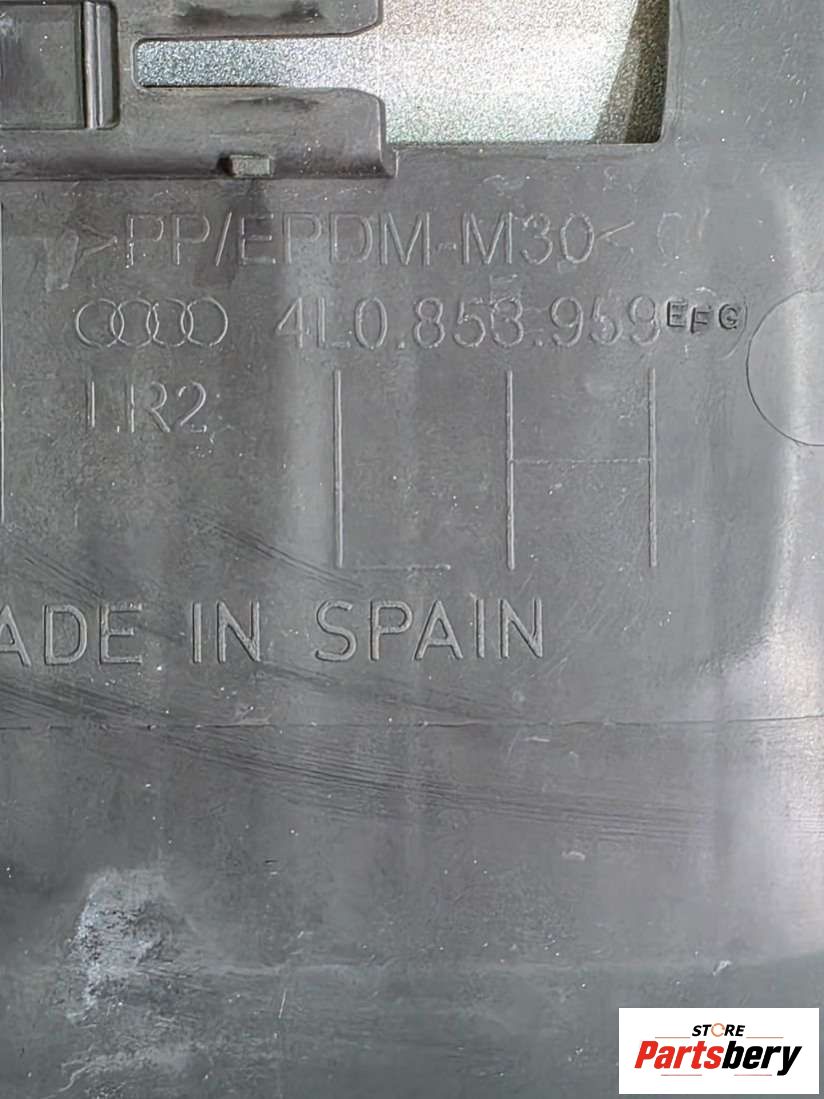 >PP/EPDM-M30<
4L0.853.959 EFG
LR2
LH
ADE IN SPAIN
STORE
Partsbery